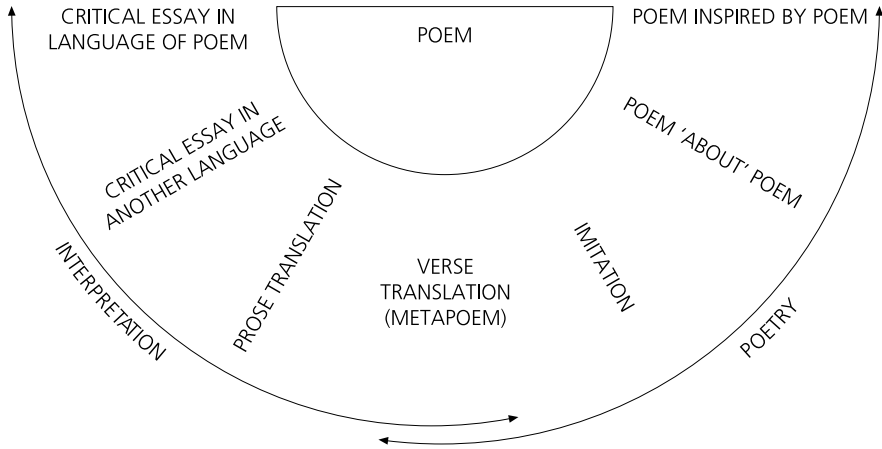 CRITICAL ESSAY IN
LANGUAGE OF POEM
POEM
POEM INSPIRED BY POEM
CRITICAL ESSAY IN
ANOTHER LANGUAGE
POEM 'ABOUT' POEM
PROSE TRANSLATION
VERSE
TRANSLATION
(METAPOEM)
IMITATION
INTERPRETATION
POETRY